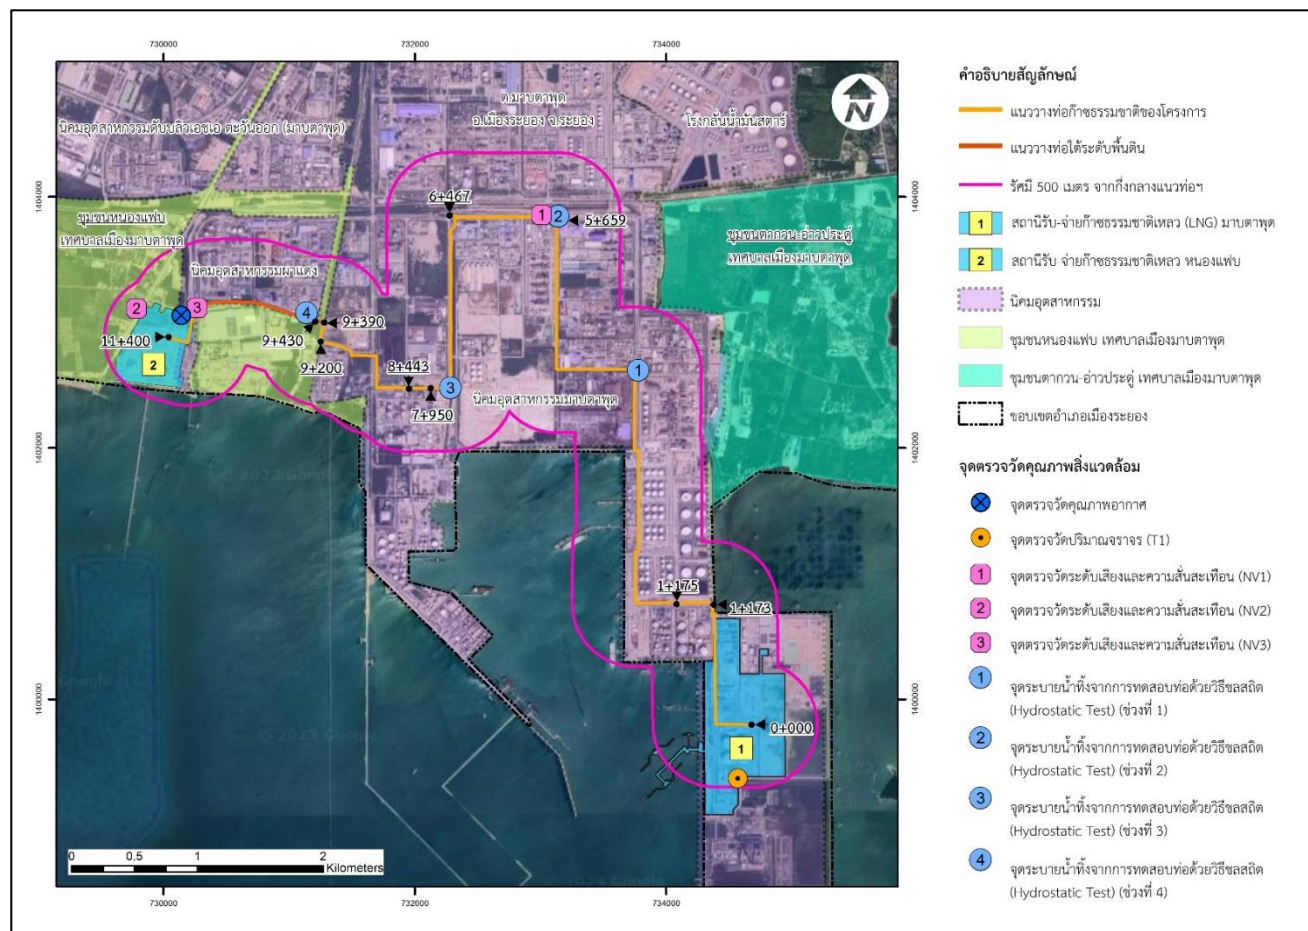 730000
732000
734000
1404000
1402000
1400000
730000
732000
734000
นิคมอุตสาหกรรมดับบลิวเอชเอ ตะวันออก (มาบตาพุด)
ต.มาบตาพุด
อ.เมืองระยอง จ.ระยอง
โรงกลั่นน้ำมันสตาร์
N
ชุมชนหนองแฟบ
เทศบาลเมืองมาบตาพุด
นิคมอุตสาหกรรมผาแดง
ชุมชนตากวน-อ่าวประดู่
เทศบาลเมืองมาบตาพุด
นิคมอุตสาหกรรมมาบตาพุด
6+467
1
2
5+659
2
3
4
9+390
9+430
11+400
9+200
8+443
7+950
3
1
2
1+175
1+173
0+000
1
© 2023 Google
0
0.5
1
2
Kilometers
คำอธิบายสัญลักษณ์
แนววางท่อก๊าซธรรมชาติของโครงการ
แนววางท่อใต้ระดับพื้นดิน
รัศมี 500 เมตร จากกึ่งกลางแนวท่อฯ
1 สถานีรับ-จ่ายก๊าซธรรมชาติเหลว (LNG) มาบตาพุด
2 สถานีรับ จ่ายก๊าซธรรมชาติเหลว หนองแฟบ
นิคมอุตสาหกรรม
ชุมชนหนองแฟบ เทศบาลเมืองมาบตาพุด
ชุมชนตากวน-อ่าวประดู่ เทศบาลเมืองมาบตาพุด
ขอบเขตอำเภอเมืองระยอง
จุดตรวจวัดคุณภาพสิ่งแวดล้อม
จุดตรวจวัดคุณภาพอากาศ
จุดตรวจวัดปริมาณจราจร (T1)
1 จุดตรวจวัดระดับเสียงและความสั่นสะเทือน (NV1)
2 จุดตรวจวัดระดับเสียงและความสั่นสะเทือน (NV2)
3 จุดตรวจวัดระดับเสียงและความสั่นสะเทือน (NV3)
1 จุดระบายน้ำทิ้งจากการทดสอบท่อด้วยวิธีชลสถิต
(Hydrostatic Test) (ช่วงที่ 1)
2 จุดระบายน้ำทิ้งจากการทดสอบท่อด้วยวิธีชลสถิต
(Hydrostatic Test) (ช่วงที่ 2)
3 จุดระบายน้ำทิ้งจากการทดสอบท่อด้วยวิธีชลสถิต
(Hydrostatic Test) (ช่วงที่ 3)
4 จุดระบายน้ำทิ้งจากการทดสอบท่อด้วยวิธีชลสถิต
(Hydrostatic Test) (ช่วงที่ 4)